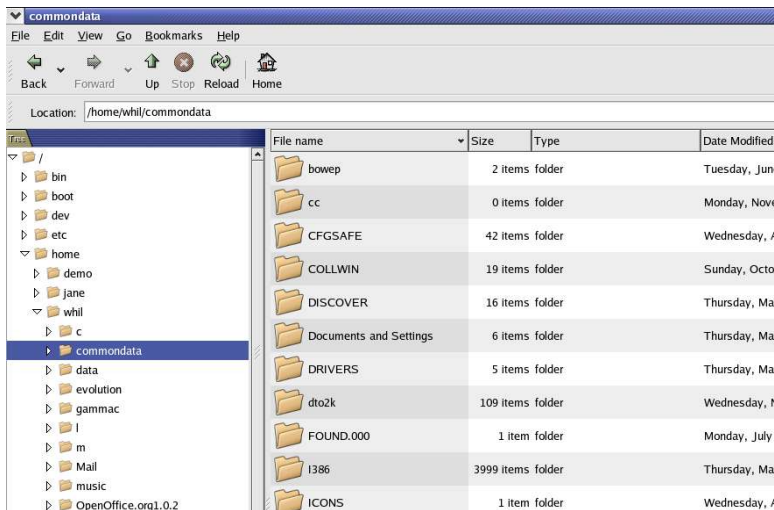 commondata
File Edit View Go Bookmarks Help
Back Forward Up Stop Reload Home
Location: /home/whil/commondata
Tree
/
bin
boot
dev
etc
home
demo
jane
whil
c
commondata
data
evolution
gammac
l
m
Mail
music
OpenOffice.org1.0.2
File name Size Type Date Modified
bowep 2 items folder Tuesday, Jun
cc 0 items folder Monday, Nove
CFGSAFE 42 items folder Wednesday, A
COLLWIN 19 items folder Sunday, Octo
DISCOVER 16 items folder Thursday, Ma
Documents and Settings 6 items folder Thursday, Ma
DRIVERS 5 items folder Thursday, Ma
dto2k 109 items folder Wednesday, N
FOUND.000 1 item folder Monday, July
I386 3999 items folder Thursday, Ma
ICONS 1 item folder Wednesday, A